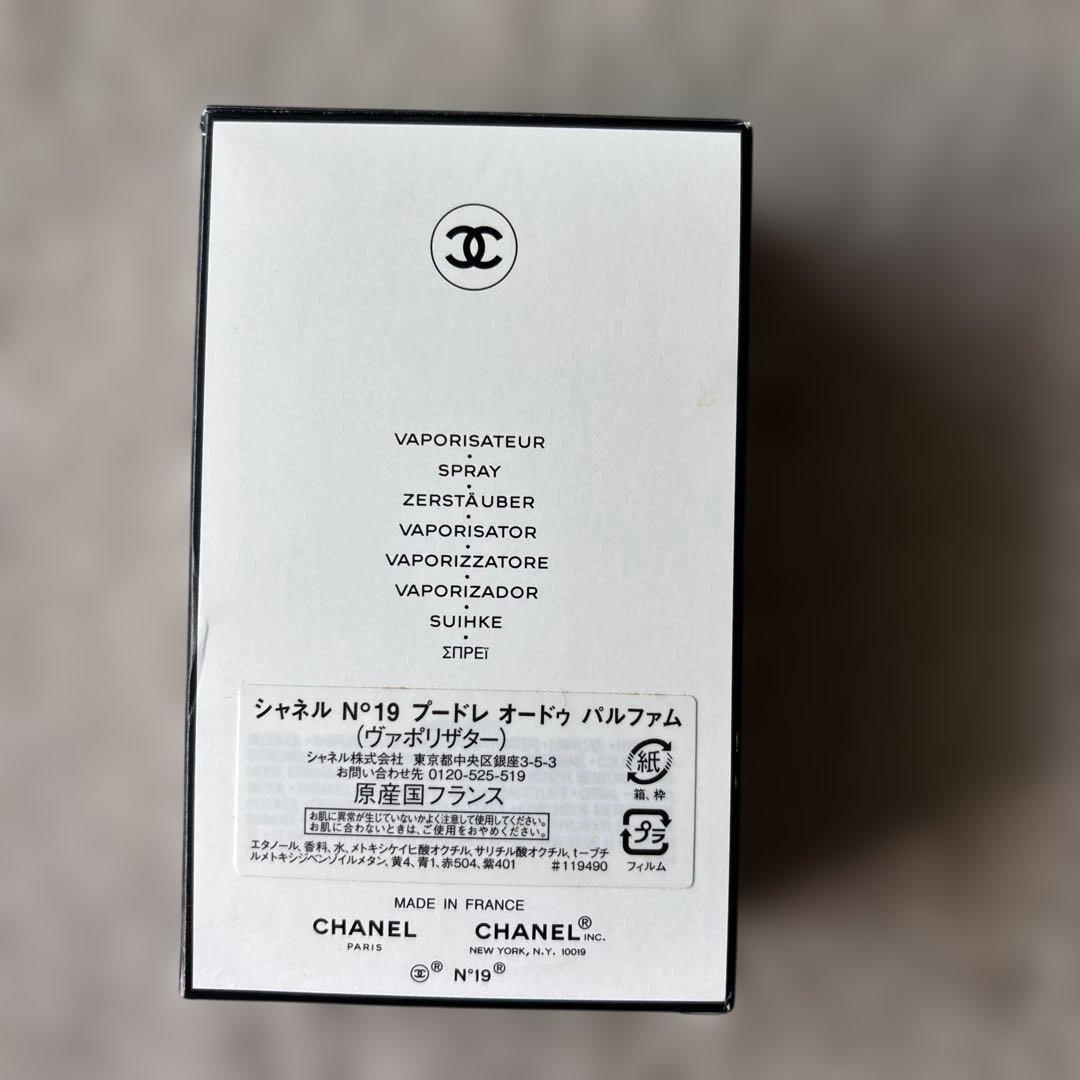 VAPORISATEUR
•
SPRAY
•
ZERSTÄUBER
•
VAPORISATOR
•
VAPORIZZATORE
•
VAPORIZADOR
•
SUIHKE
•
ΣΠΡΕϊ
シャネル N°19 プードレ オードゥ パルファム
(ヴァポリザター)
シャネル株式会社 東京都中央区銀座3-5-3
お問い合わせ先 0120-525-519
原産国フランス
紙
箱、枠
お肌に異常が生じていないかよく注意して使用してください。
お肌に合わないときは、ご使用をおやめください。
プラ
フィルム
エタノール、香料、水、メトキシケイヒ酸オクチル、サリチル酸オクチル、t-ブチ
ルメトキシジベンゾイルメタン、黄4、青1、赤504、紫401 #119490
MADE IN FRANCE
CHANEL CHANEL® INC.
PARIS NEW YORK, N.Y. 10019
® N°19®